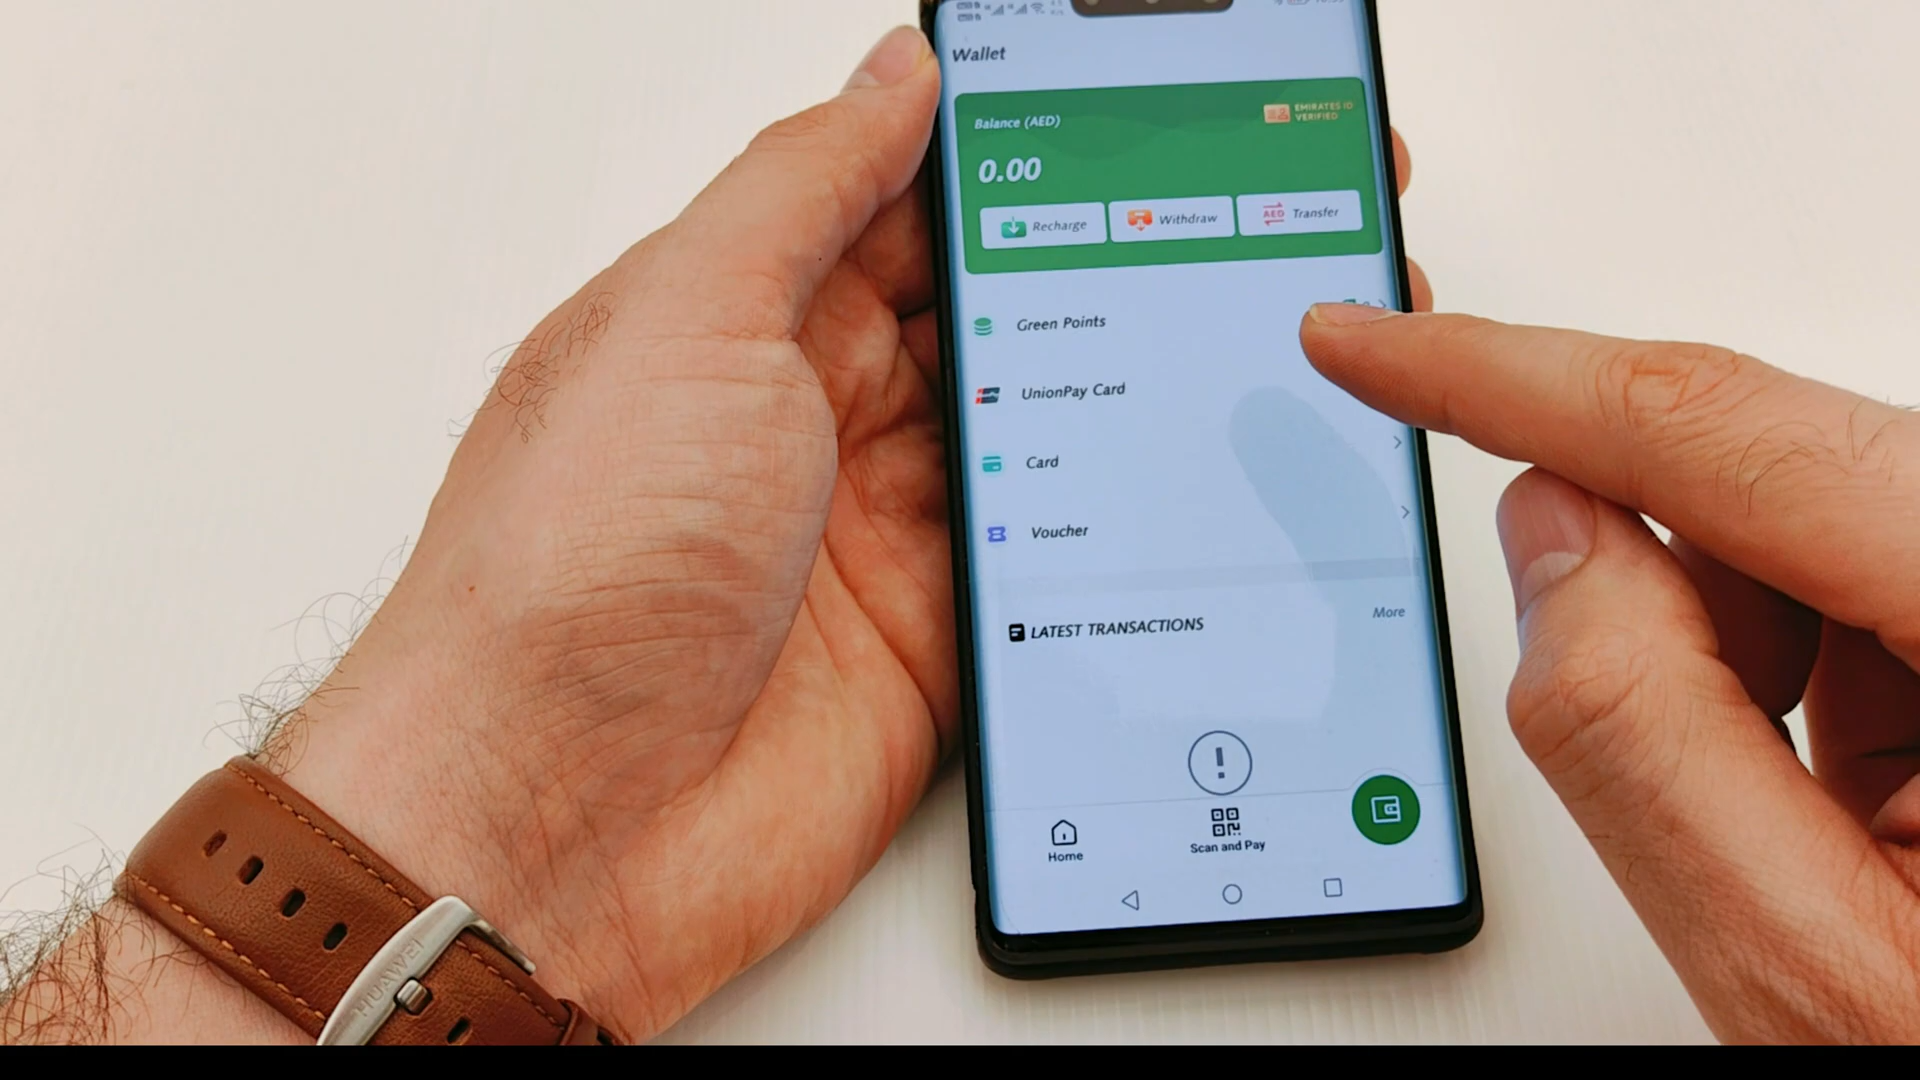 Wallet
Balance (AED)
EMIRATES ID
VERIFIED
0.00
Recharge
Withdraw
AED
Transfer
Green Points
UnionPay Card
Card
Voucher
LATEST TRANSACTIONS
More
Home
Scan and Pay
HUAWEI